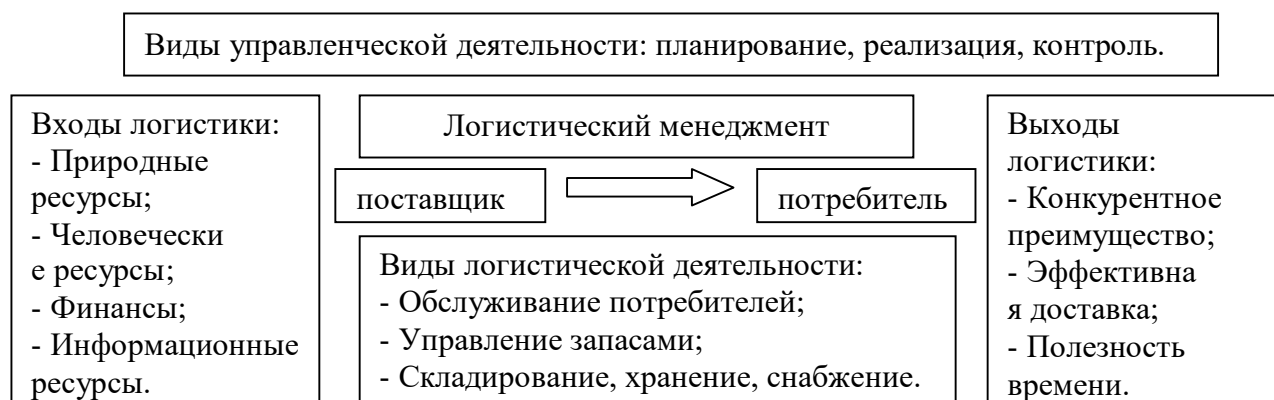 Виды управленческой деятельности: планирование, реализация, контроль.
Входы логистики:
- Природные
ресурсы;
- Человечески
е ресурсы;
- Финансы;
- Информационные
ресурсы.
Логистический менеджмент
поставщик
потребитель
Виды логистической деятельности:
- Обслуживание потребителей;
- Управление запасами;
- Складирование, хранение, снабжение.
Выходы
логистики:
- Конкурентное
преимущество;
- Эффективна
я доставка;
- Полезность
времени.